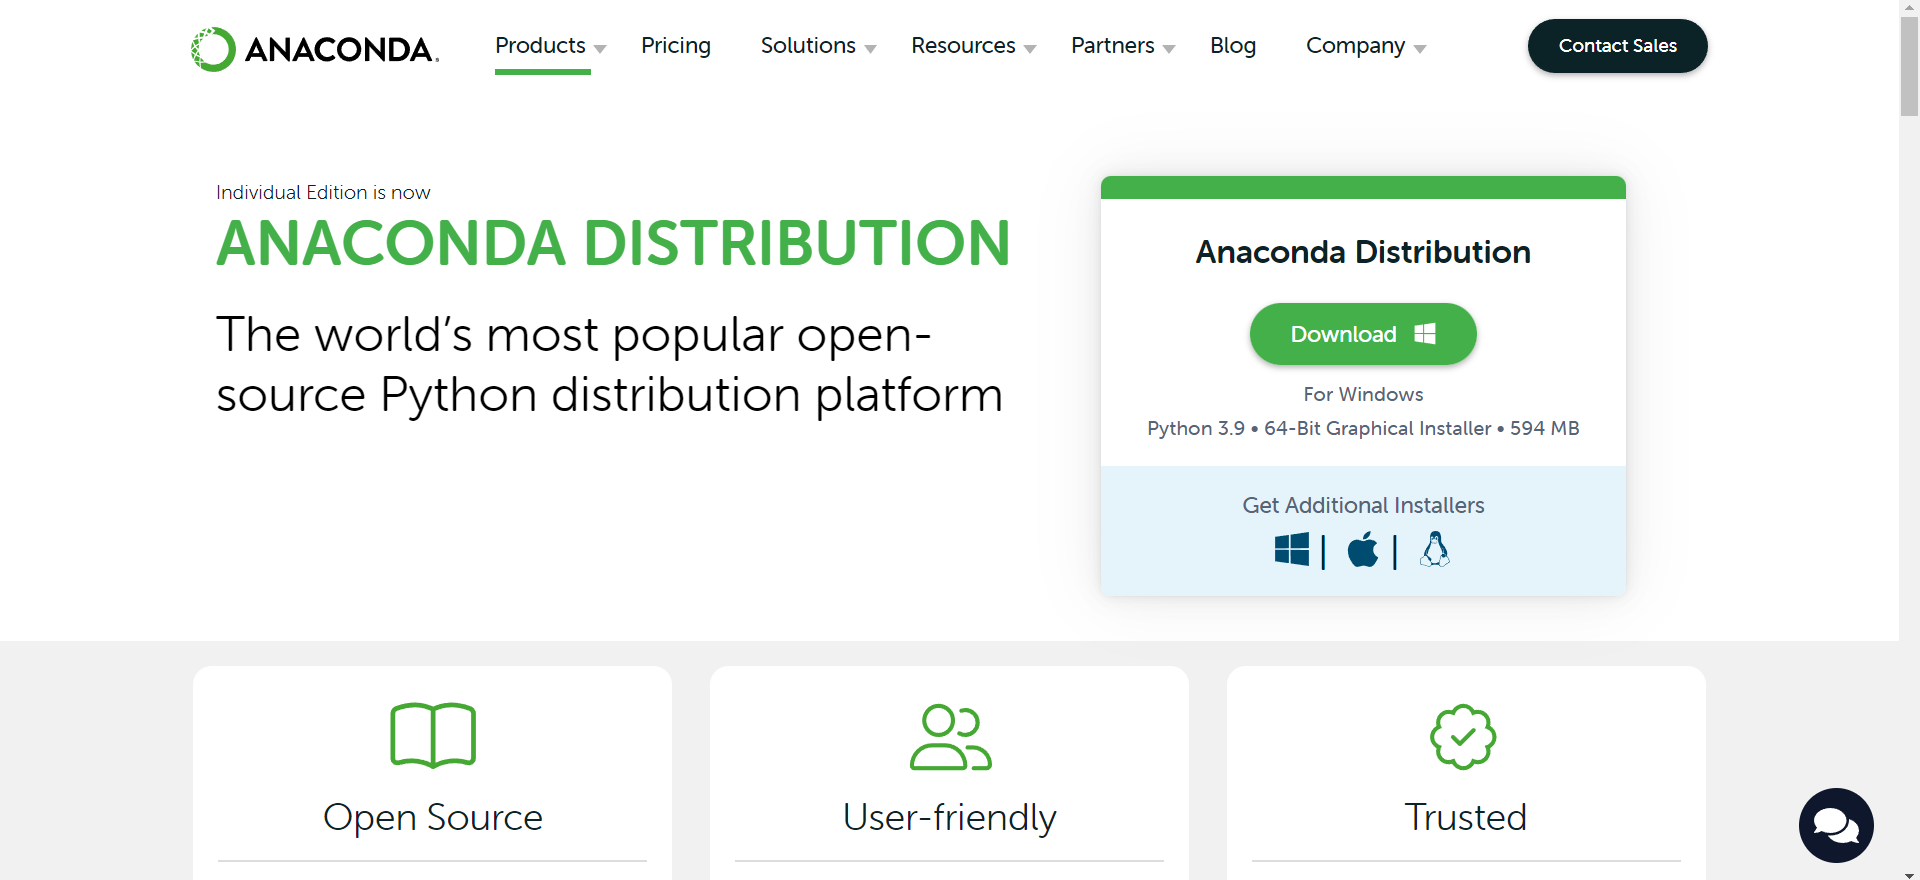 ANACONDA.
Products
Pricing
Solutions
Resources
Partners
Blog
Company
Contact Sales
Individual Edition is now
ANACONDA DISTRIBUTION
The world’s most popular open-
source Python distribution platform
Anaconda Distribution
Download
For Windows
Python 3.9 • 64-Bit Graphical Installer • 594 MB
Get Additional Installers
Open Source
User-friendly
Trusted